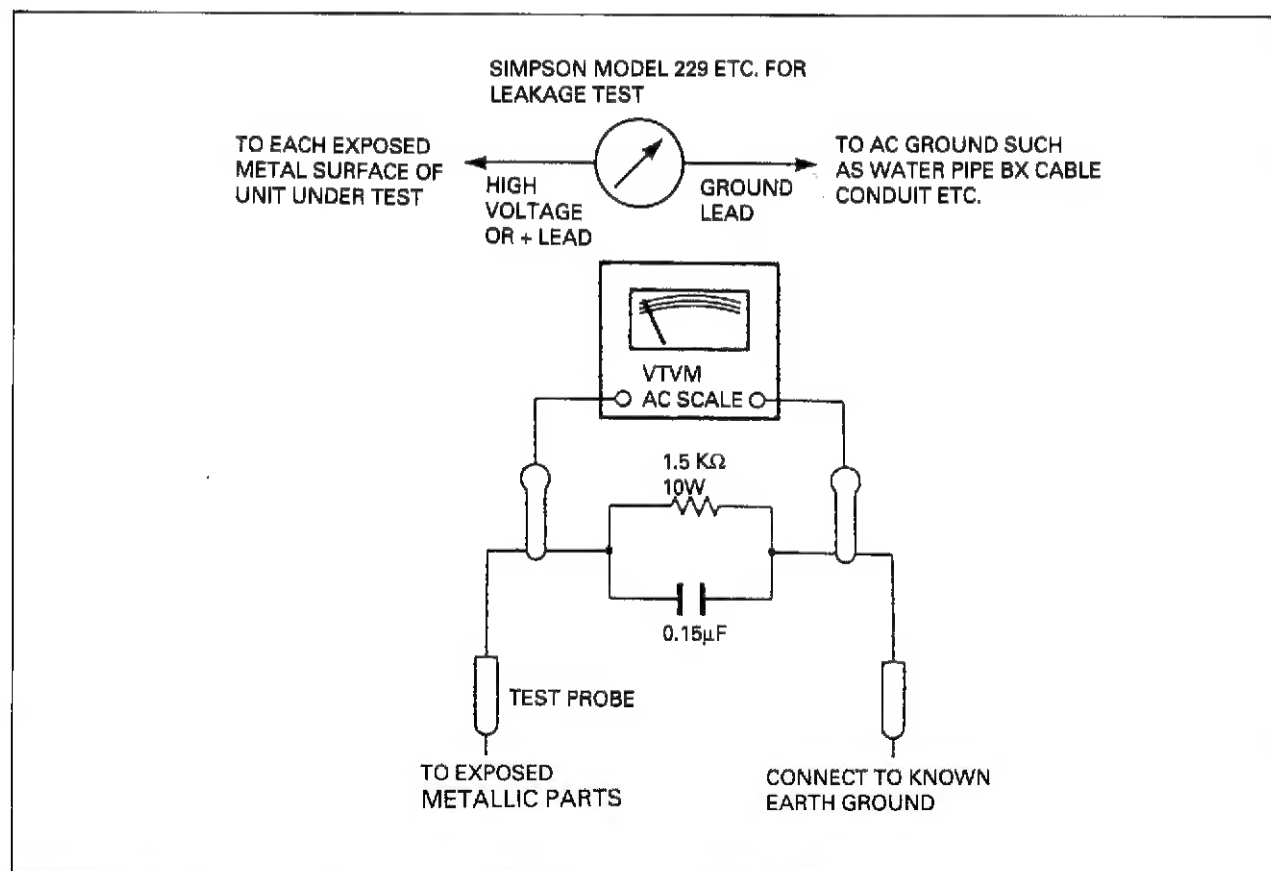 SIMPSON MODEL 229 ETC. FOR
LEAKAGE TEST
TO EACH EXPOSED
METAL SURFACE OF
UNIT UNDER TEST
HIGH
VOLTAGE
OR + LEAD
GROUND
LEAD
TO AC GROUND SUCH
AS WATER PIPE BX CABLE
CONDUIT ETC.
VTVM
AC SCALE
1.5 KΩ
10W
0.15µF
TEST PROBE
TO EXPOSED
METALLIC PARTS
CONNECT TO KNOWN
EARTH GROUND